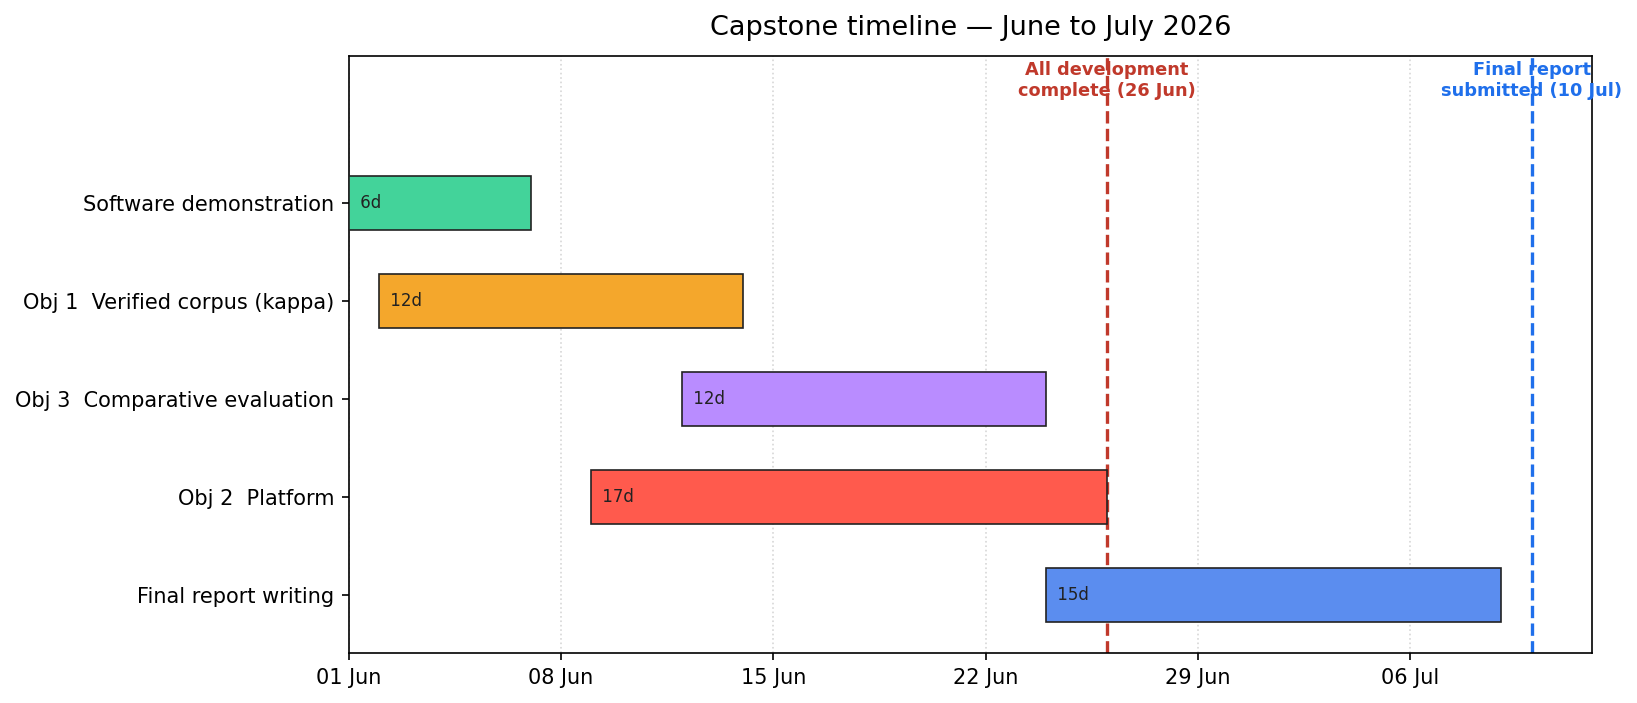 Capstone timeline — June to July 2026
All development
complete (26 Jun)
Final report
submitted (10 Jul)
Software demonstration
6d
Obj 1  Verified corpus (kappa)
12d
Obj 3  Comparative evaluation
12d
Obj 2  Platform
17d
Final report writing
15d
01 Jun
08 Jun
15 Jun
22 Jun
29 Jun
06 Jul